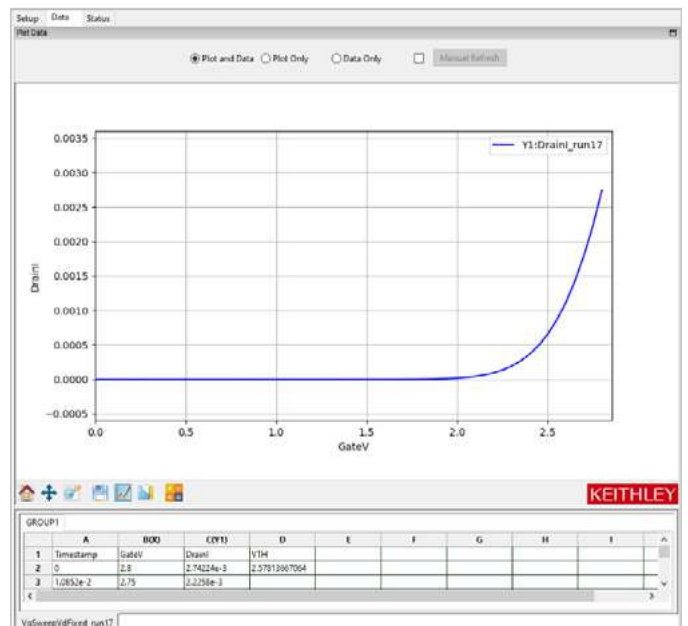 Setup Data Status
Plot Data
Plot and Data Plot Only Data Only Manual Refresh
Y1:DrainI_run17
0.0035
0.0030
0.0025
0.0020
0.0015
0.0010
0.0005
0.0000
−0.0005
DrainI
0.0 0.5 1.0 1.5 2.0 2.5
GateV
KEITHLEY
GROUP1
A B(X) C(Y1) D E F G H I
1 Timestamp GateV DrainI VTH
2 0 2.8 2.74224e-3 2.57813667064
3 1.0852e-2 2.75 2.2258e-3
VgSweepVdFixed_run17